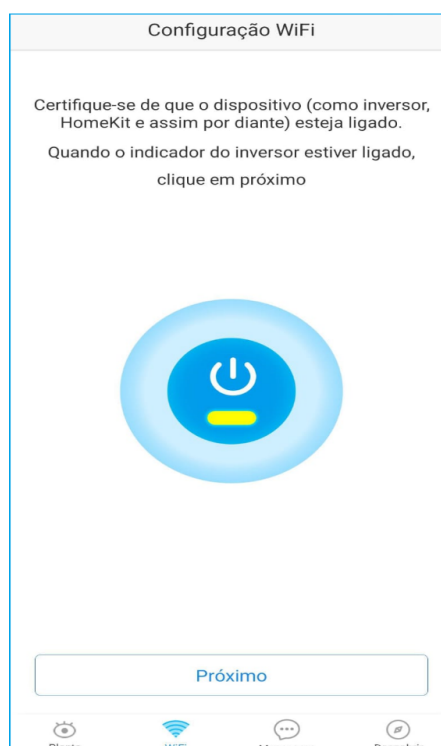 Configuração WiFi
Certifique-se de que o dispositivo (como inversor,
HomeKit e assim por diante) esteja ligado.
Quando o indicador do inversor estiver ligado,
clique em próximo
Próximo
WiFi